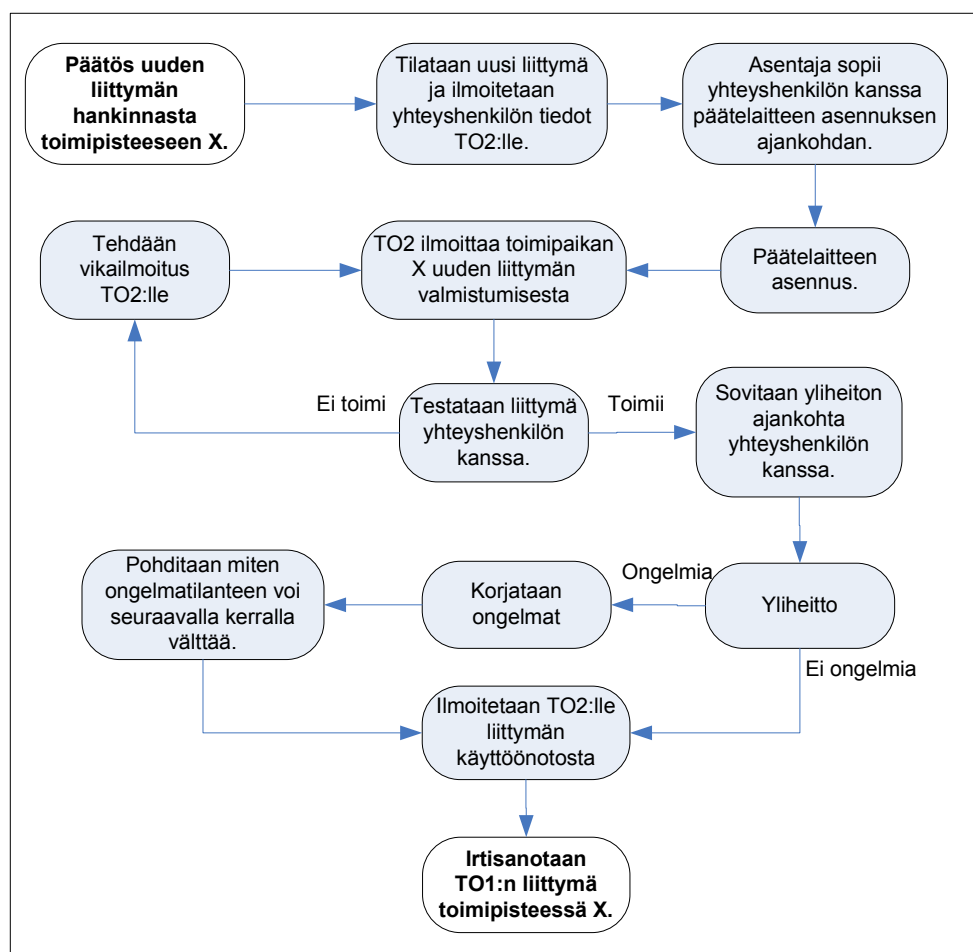 Päätös uuden
liittymän
hankinnasta
toimipisteeseen X.
Tilataan uusi liittymä
ja ilmoitetaan
yhteyshenkilön tiedot
TO2:lle.
Asentaja sopii
yhteyshenkilön kanssa
päätelaitteen asennuksen
ajankohdan.
Tehdään
vikailmoitus
TO2:lle
TO2 ilmoittaa toimipaikan
X uuden liittymän
valmistumisesta
Päätelaitteen
asennus.
Ei toimi
Testataan liittymä
yhteyshenkilön
kanssa.
Toimii
Sovitaan yliheiton
ajankohta
yhteyshenkilön
kanssa.
Pohditaan miten
ongelmatilanteen voi
seuraavalla kerralla
välttää.
Korjataan
ongelmat
Ongelmia
Yliheitto
Ei ongelmia
Ilmoitetaan TO2:lle
liittymän
käyttöönotosta
Irtisanotaan
TO1:n liittymä
toimipisteessä X.